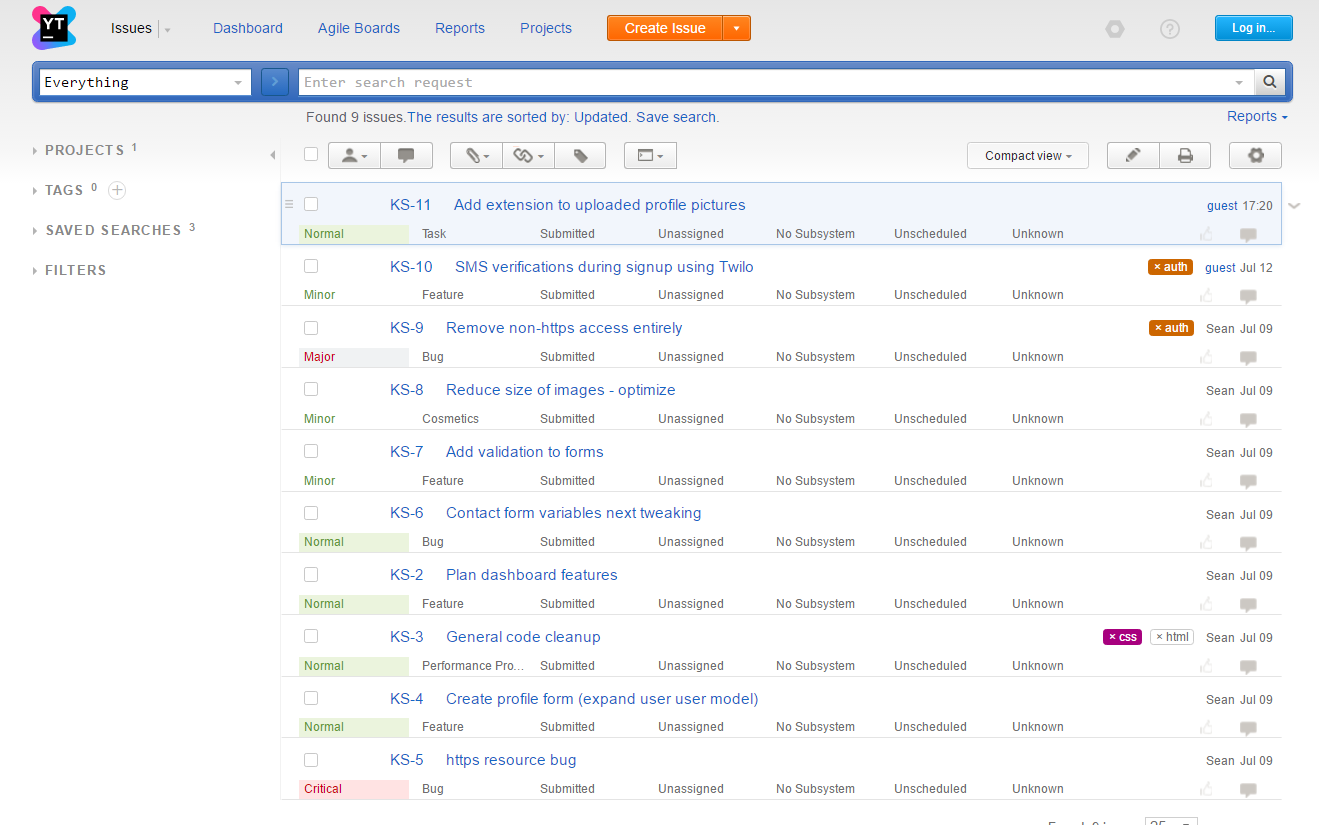 YT Issues Dashboard Agile Boards Reports Projects Create Issue Log in...
Everything Enter search request
Found 9 issues.The results are sorted by: Updated. Save search. Reports
PROJECTS 1
Compact view
TAGS 0
KS-11 Add extension to uploaded profile pictures guest 17:20
SAVED SEARCHES 3
Normal Task Submitted Unassigned No Subsystem Unscheduled Unknown
FILTERS
KS-10 SMS verifications during signup using Twilo × auth guest Jul 12
Minor Feature Submitted Unassigned No Subsystem Unscheduled Unknown
KS-9 Remove non-https access entirely × auth Sean Jul 09
Major Bug Submitted Unassigned No Subsystem Unscheduled Unknown
KS-8 Reduce size of images - optimize Sean Jul 09
Minor Cosmetics Submitted Unassigned No Subsystem Unscheduled Unknown
KS-7 Add validation to forms Sean Jul 09
Minor Feature Submitted Unassigned No Subsystem Unscheduled Unknown
KS-6 Contact form variables next tweaking Sean Jul 09
Normal Bug Submitted Unassigned No Subsystem Unscheduled Unknown
KS-2 Plan dashboard features Sean Jul 09
Normal Feature Submitted Unassigned No Subsystem Unscheduled Unknown
KS-3 General code cleanup × css × html Sean Jul 09
Normal Performance Pro... Submitted Unassigned No Subsystem Unscheduled Unknown
KS-4 Create profile form (expand user user model) Sean Jul 09
Normal Feature Submitted Unassigned No Subsystem Unscheduled Unknown
KS-5 https resource bug Sean Jul 09
Critical Bug Submitted Unassigned No Subsystem Unscheduled Unknown